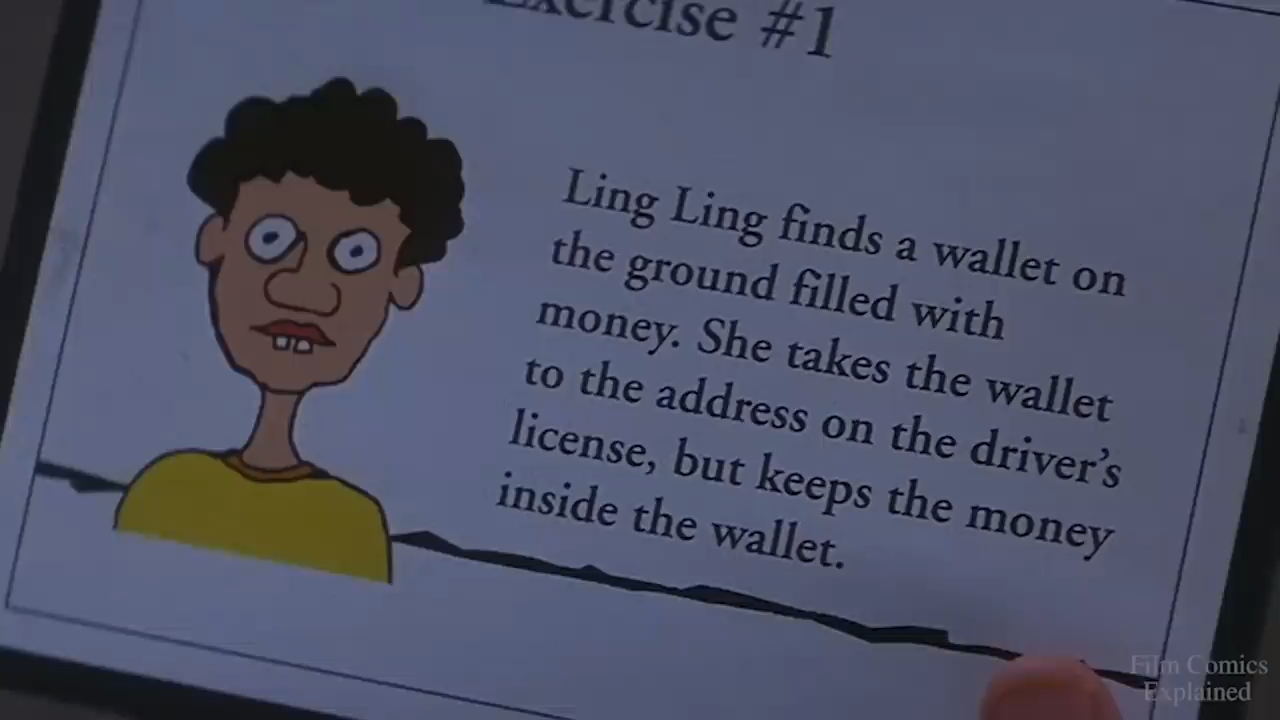 Exercise #1
Ling Ling finds a wallet on
the ground filled with
money. She takes the wallet
to the address on the driver’s
license, but keeps the money
inside the wallet.
Film Comics
Explained